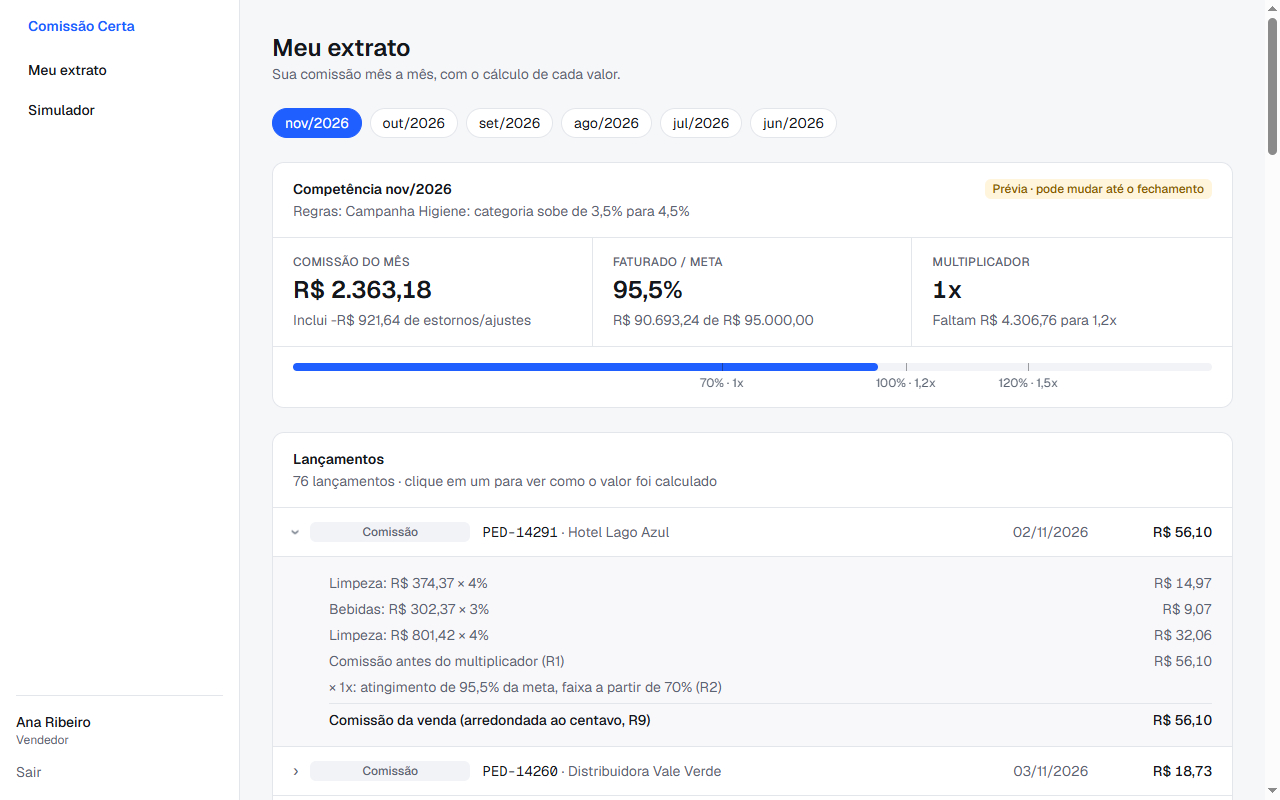 Comissão Certa
Meu extrato
Simulador
Ana Ribeiro
Vendedor
Sair
Meu extrato
Sua comissão mês a mês, com o cálculo de cada valor.
nov/2026 out/2026 set/2026 ago/2026 jul/2026 jun/2026
Competência nov/2026
Prévia · pode mudar até o fechamento
Regras: Campanha Higiene: categoria sobe de 3,5% para 4,5%
COMISSÃO DO MÊS
R$ 2.363,18
Inclui -R$ 921,64 de estornos/ajustes
FATURADO / META
95,5%
R$ 90.693,24 de R$ 95.000,00
MULTIPLICADOR
1x
Faltam R$ 4.306,76 para 1,2x
70% · 1x 100% · 1,2x 120% · 1,5x
Lançamentos
76 lançamentos · clique em um para ver como o valor foi calculado
Comissão PED-14291 · Hotel Lago Azul 02/11/2026 R$ 56,10
Limpeza: R$ 374,37 × 4% R$ 14,97
Bebidas: R$ 302,37 × 3% R$ 9,07
Limpeza: R$ 801,42 × 4% R$ 32,06
Comissão antes do multiplicador (R1) R$ 56,10
× 1x: atingimento de 95,5% da meta, faixa a partir de 70% (R2)
Comissão da venda (arredondada ao centavo, R9) R$ 56,10
Comissão PED-14260 · Distribuidora Vale Verde 03/11/2026 R$ 18,73